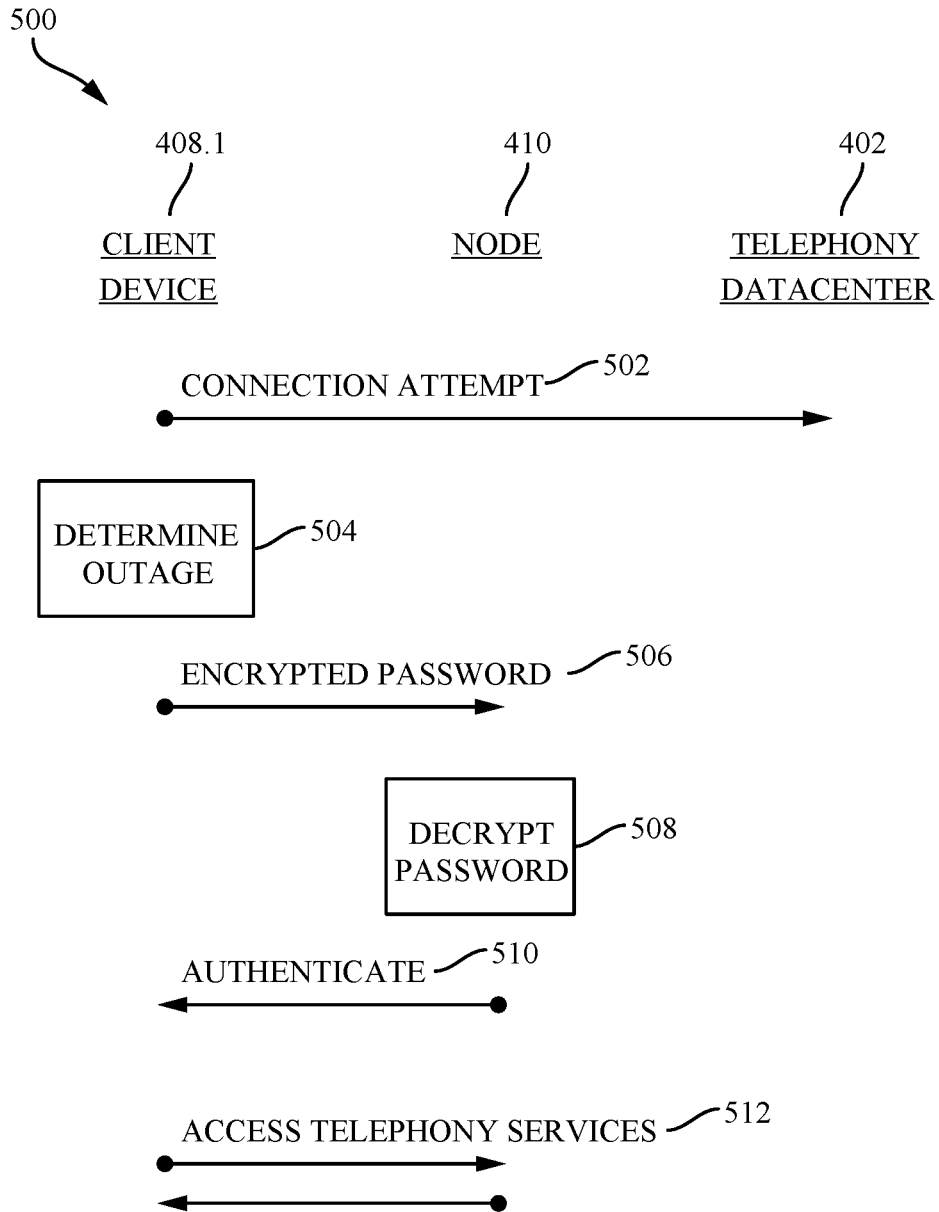 500
408.1
410
402
CLIENT
DEVICE
NODE
TELEPHONY
DATACENTER
CONNECTION ATTEMPT
502
DETERMINE
OUTAGE
504
ENCRYPTED PASSWORD
506
DECRYPT
PASSWORD
508
AUTHENTICATE
510
ACCESS TELEPHONY SERVICES
512